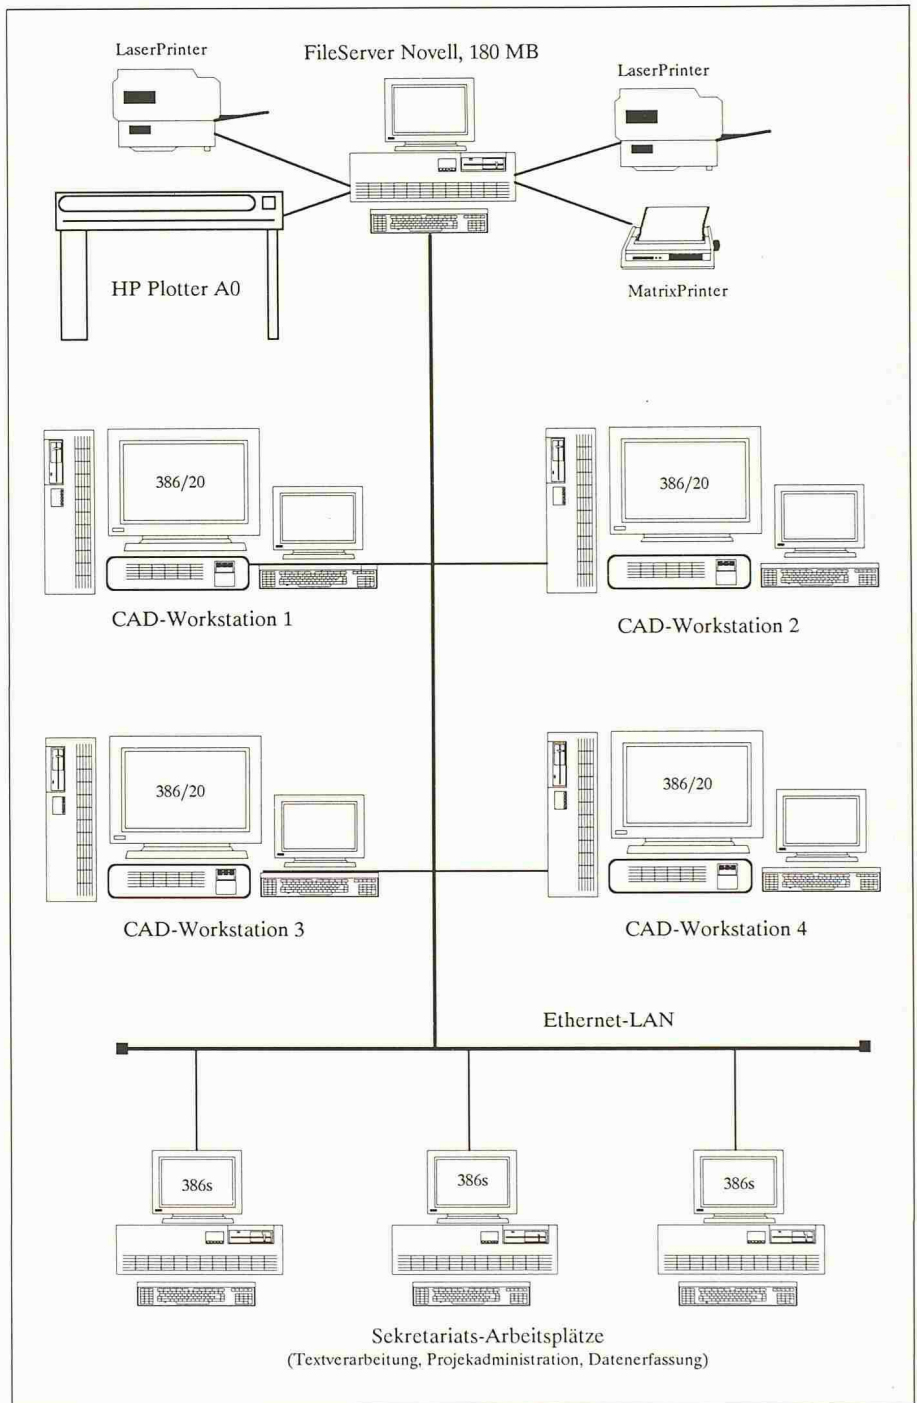 LaserPrinter
FileServer Novell, 180 MB
LaserPrinter
HP Plotter A0
MatrixPrinter
386/20
386/20
CAD-Workstation 1
CAD-Workstation 2
386/20
386/20
CAD-Workstation 3
CAD-Workstation 4
Ethernet-LAN
386s
386s
386s
Sekretariats-Arbeitsplätze
(Textverarbeitung, Projekadministration, Datenerfassung)